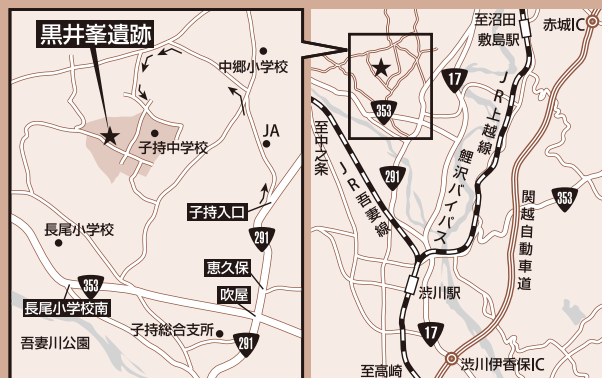 黒井峯遺跡
中郷小学校
JA
子持中学校
子持入口
長尾小学校
291
恵久保
353
吹屋
長尾小学校南
子持総合支所
吾妻川公園
291
至沼田
敷島駅
赤城IC
17
353
至中之条
JR上越線
JR吾妻線
291
鯉沢バイパス
関越自動車道
353
渋川駅
17
渋川伊香保IC
至高崎